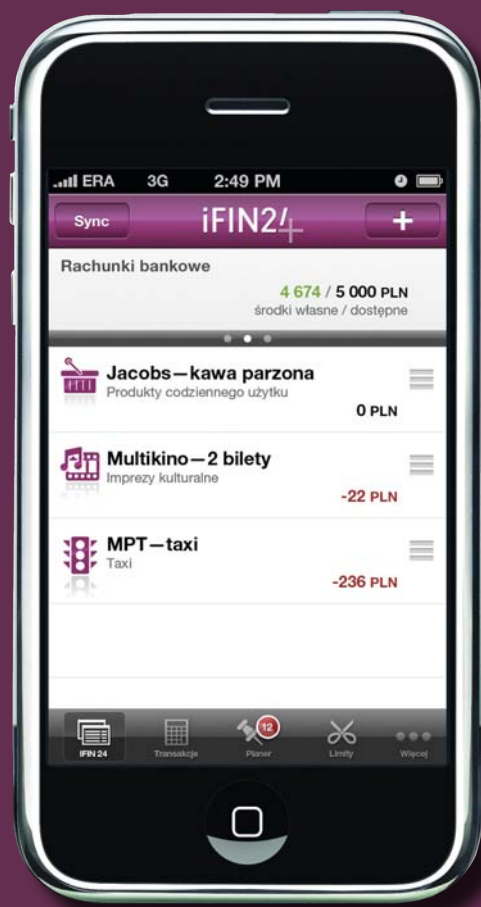 ERA 3G 2:49 PM
Sync iFIN24 +
Rachunki bankowe
4 674 / 5 000 PLN
środki własne / dostępne
Jacobs—kawa parzona
Produkty codziennego użytku
0 PLN
Multikino—2 bilety
Imprezy kulturalne
-22 PLN
MPT—taxi
Taxi
-236 PLN
12
IFIN 24 Transakcje Planer Limity Więcej